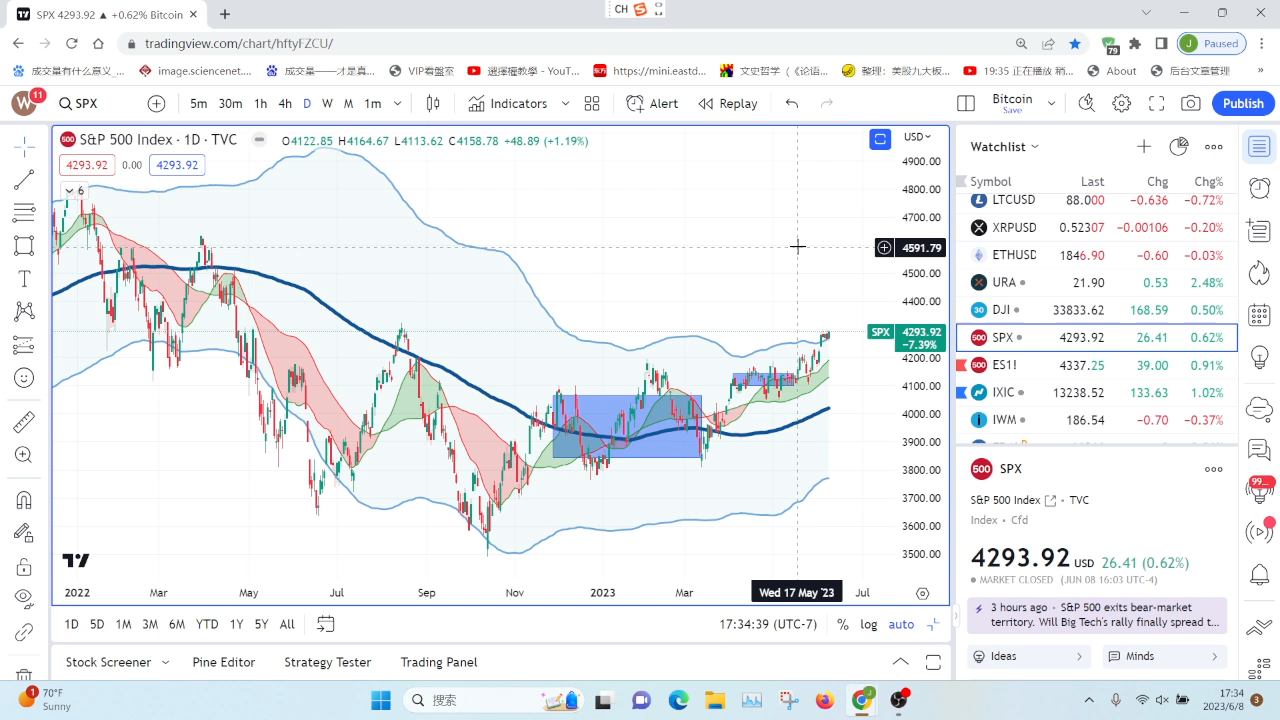 SPX 4293.92 ▲ +0.62% Bitcoin
CH
tradingview.com/chart/hftyFZCU/
79
J Paused
成交量有什么意义_...
image.sciencenet....
成交量——才是真...
VIP看盤室
選擇權教學 - YouT...
https://mini.eastd...
文史哲学(《论语...
整理: 美股九大板...
19:35 正在播放 稍...
About
后台文章管理
W 11
SPX
5m 30m 1h 4h D W M 1m
Indicators
Alert
Replay
Bitcoin
Save
Publish
500 S&P 500 Index · 1D · TVC
O4122.85 H4164.67 L4113.62 C4158.78 +48.89 (+1.19%)
USD
4293.92 0.00 4293.92
6
4900.00
4800.00
4700.00
4591.79
4500.00
4400.00
SPX 4293.92
−7.39%
4200.00
4100.00
4000.00
3900.00
3800.00
3700.00
3600.00
3500.00
2022 Mar May Jul Sep Nov 2023 Mar Wed 17 May '23 Jul
1D 5D 1M 3M 6M YTD 1Y 5Y All
17:34:39 (UTC-7) % log auto
Stock Screener Pine Editor Strategy Tester Trading Panel
Watchlist
Symbol Last Chg Chg%
LTCUSD 88.000 −0.636 −0.72%
XRPUSD 0.52307 −0.00106 −0.20%
ETHUSD 1846.90 −0.60 −0.03%
URA 21.90 0.53 2.48%
30 DJI 33833.62 168.59 0.50%
500 SPX 4293.92 26.41 0.62%
500 ES1! 4337.25 39.00 0.91%
IXIC 13238.52 133.63 1.02%
IWM 186.54 −0.70 −0.37%
500 SPX
S&P 500 Index • TVC
Index • Cfd
4293.92 USD 26.41 (0.62%)
MARKET CLOSED (JUN 08 16:03 UTC-4)
3 hours ago • S&P 500 exits bear-market
territory. Will Big Tech's rally finally spread t...
Ideas
Minds
99...
1
70°F
Sunny
搜索
17:34
2023/6/8
3